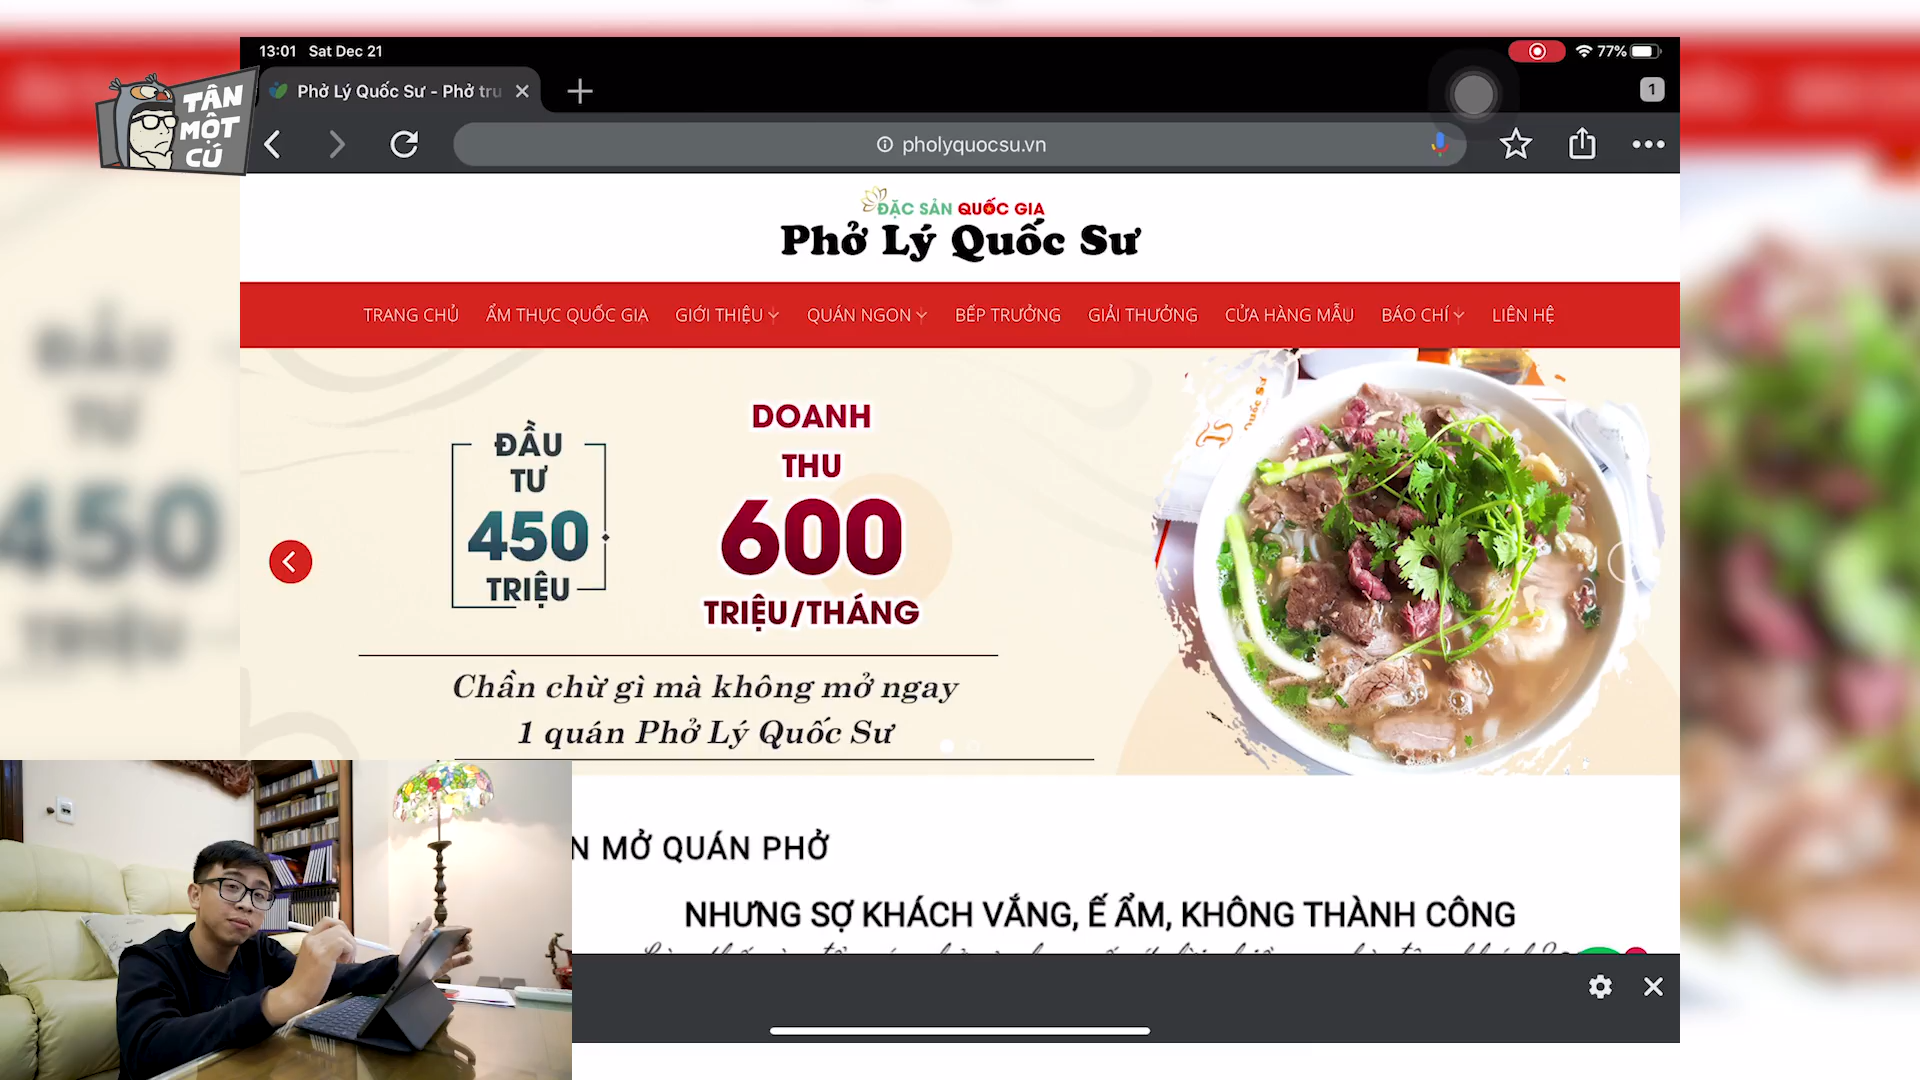 13:01 Sat Dec 21
77%
TÂN
MỘT
CÚ
Phở Lý Quốc Sư - Phở tru
1
pholyquocsu.vn
ĐẶC SẢN QUỐC GIA
Phở Lý Quốc Sư
TRANG CHỦ ẨM THỰC QUỐC GIA GIỚI THIỆU QUÁN NGON BẾP TRƯỞNG GIẢI THƯỞNG CỬA HÀNG MẪU BÁO CHÍ LIÊN HỆ
ĐẦU
TƯ
450
TRIỆU
DOANH
THU
600
TRIỆU/THÁNG
Chần chừ gì mà không mở ngay
1 quán Phở Lý Quốc Sư
N MỞ QUÁN PHỞ
NHƯNG SỢ KHÁCH VẮNG, Ế ẨM, KHÔNG THÀNH CÔNG